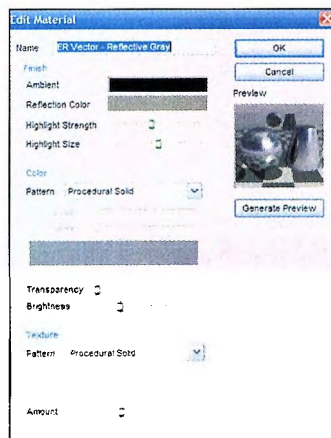 Edit Material
Name ER Vector - Reflective Gray
OK
Cancel
Finish
Ambient
Preview
Reflection Color
Highlight Strength
Highlight Size
Color
Pattern Procedural Solid
Generate Preview
Transparency
Brightness
Texture
Pattern Procedural Solid
Amount